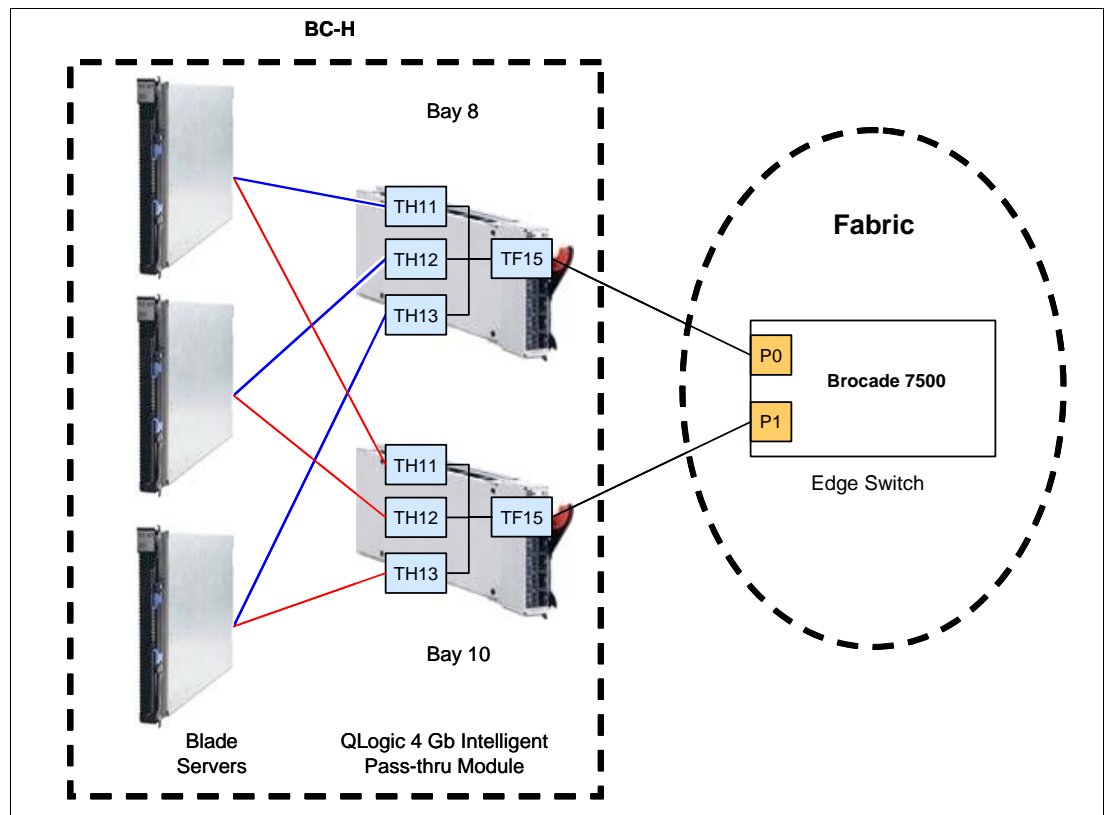 BC-H
Bay 8
TH11
TH12
TH13
TF15
Fabric
P0
P1
Brocade 7500
Edge Switch
TH11
TH12
TH13
TF15
Bay 10
Blade
Servers
QLogic 4 Gb Intelligent
Pass-thru Module